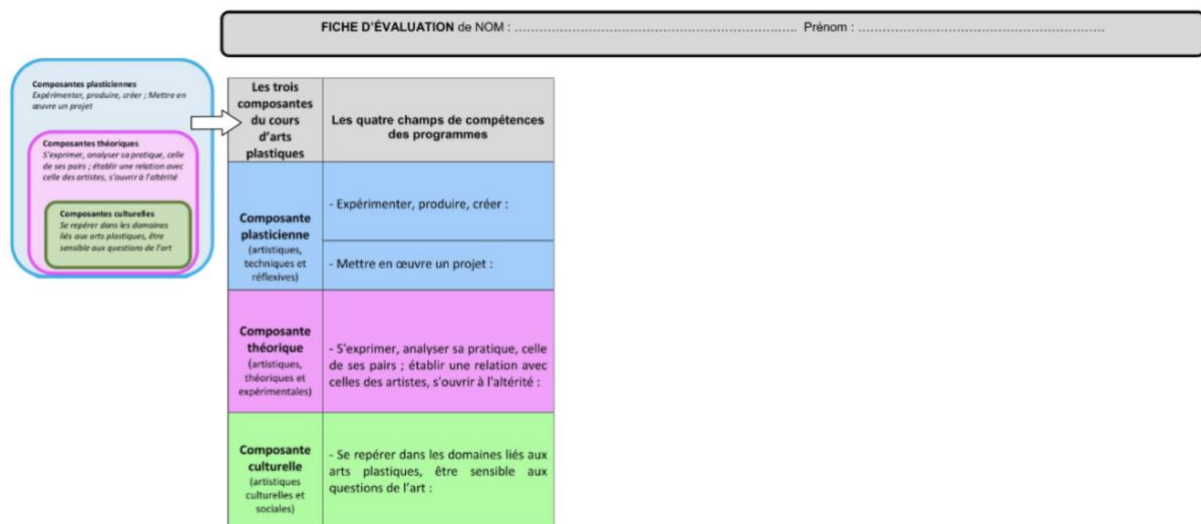 FICHE D'ÉVALUATION de NOM : ........................................................................... Prénom : ..................................................................
Composantes plasticiennes
Expérimenter, produire, créer ; Mettre en
œuvre un projet
Composantes théoriques
S'exprimer, analyser sa pratique, celle
de ses pairs ; établir une relation avec
celle des artistes, s'ouvrir à l'altérité
Composantes culturelles
Se repérer dans les domaines
liés aux arts plastiques, être
sensible aux questions de l'art
Les trois
composantes
du cours
d'arts
plastiques
Les quatre champs de compétences
des programmes
Composante
plasticienne
(artistiques,
techniques et
réflexives)
- Expérimenter, produire, créer :
- Mettre en œuvre un projet :
Composante
théorique
(artistiques,
théoriques et
expérimentales)
- S'exprimer, analyser sa pratique, celle
de ses pairs ; établir une relation avec
celles des artistes, s'ouvrir à l'altérité :
Composante
culturelle
(artistiques
culturelles et
sociales)
- Se repérer dans les domaines liés aux
arts plastiques, être sensible aux
questions de l'art :